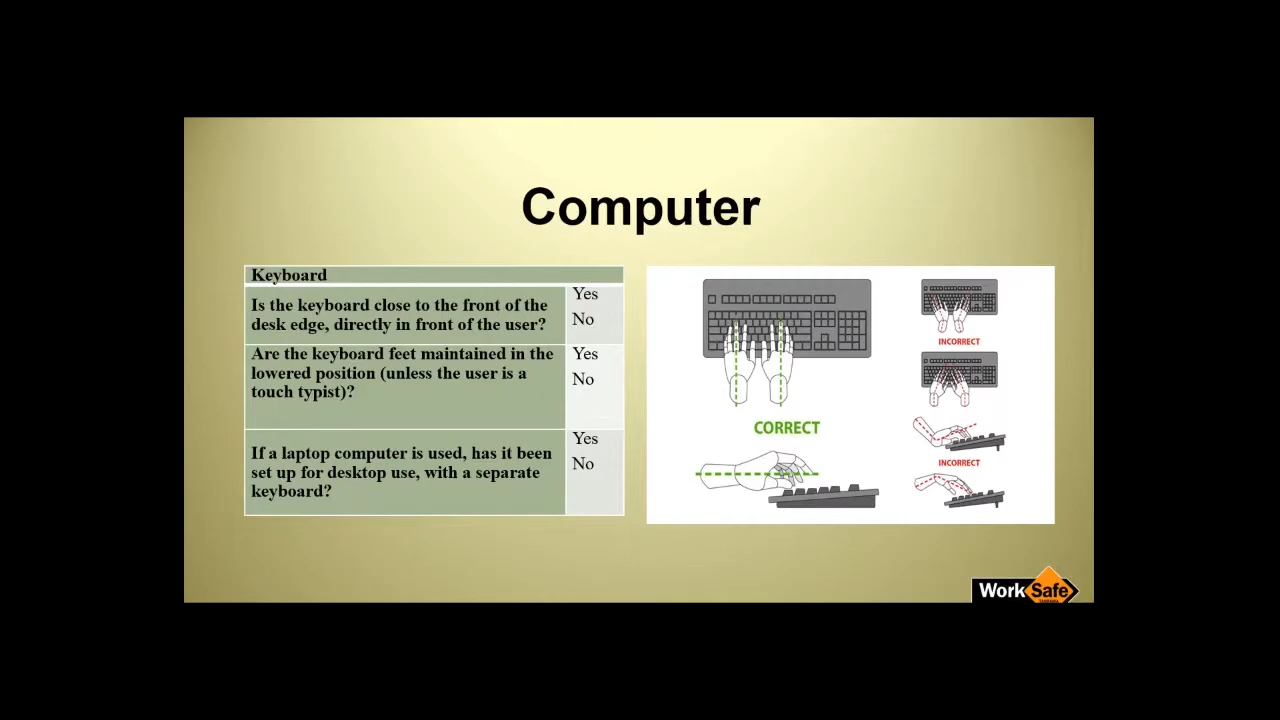 Computer
Keyboard
Is the keyboard close to the front of the
desk edge, directly in front of the user?
Yes
No
Are the keyboard feet maintained in the
lowered position (unless the user is a
touch typist)?
Yes
No
If a laptop computer is used, has it been
set up for desktop use, with a separate
keyboard?
Yes
No
CORRECT
INCORRECT
INCORRECT
WorkSafe